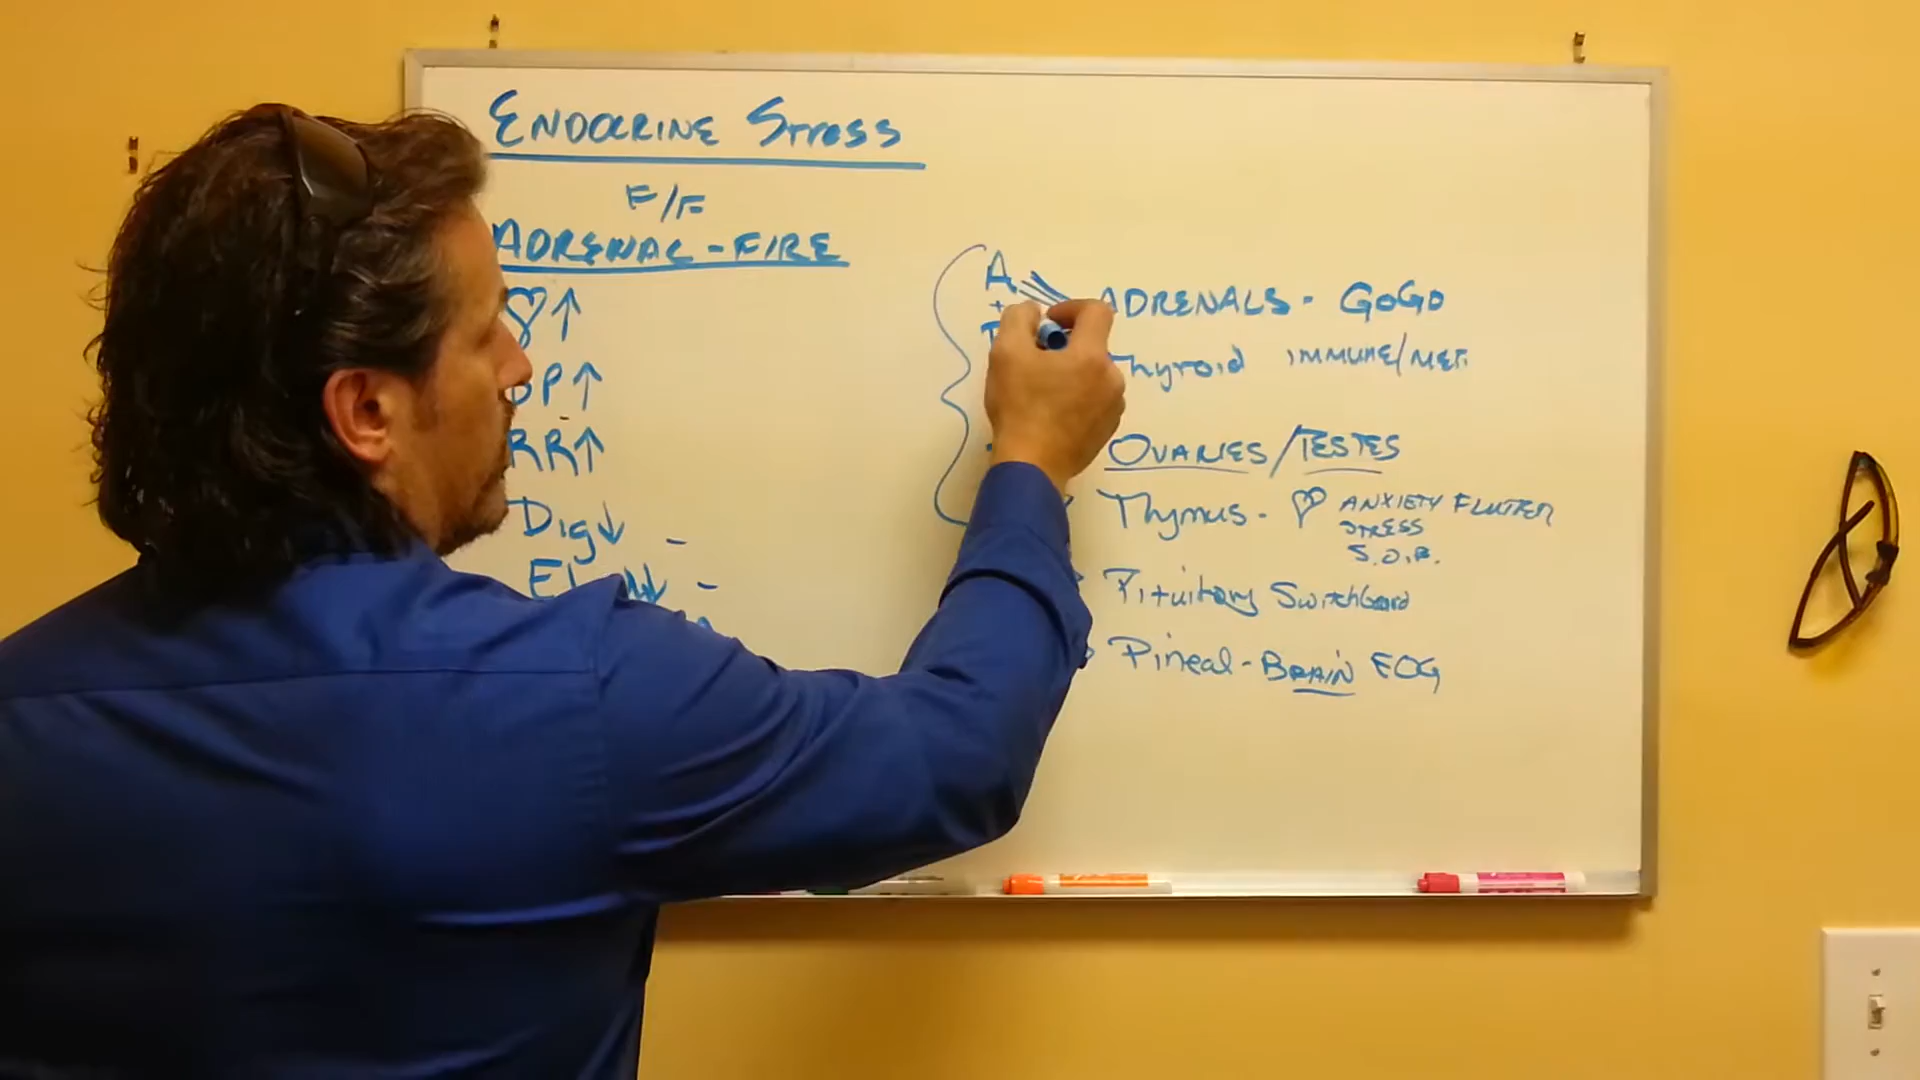 ENDOCRINE STRESS
F/F
ADRENAL - FIRE
♡↑
BP↑
RR↑
Dig↓ -
A
+
ADRENALS - GoGo
Thyroid IMMUNE/MET.
OVARIES/TESTES
Thymus - ♡ ANXIETY FLUTTER
STRESS
S.O.B.
Pituitary Switchboard
Pineal - BRAIN FOG